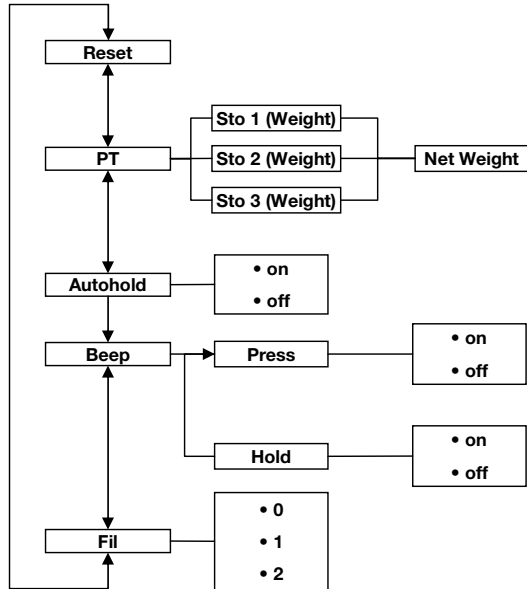 Reset
Sto 1 (Weight)
PT
Sto 2 (Weight)
Net Weight
Sto 3 (Weight)
Autohold
• on
• off
Beep
Press
• on
• off
Hold
• on
• off
Fil
• 0
• 1
• 2